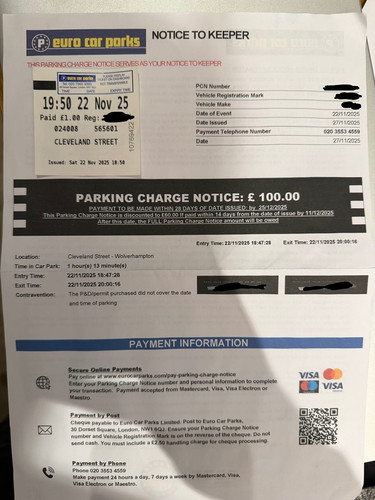 euro car parks
NOTICE TO KEEPER
THIS PARKING CHARGE NOTICE SERVES AS YOUR NOTICE TO KEEPER
euro car parks
TIME DATE EXPIRY TIME
19:50 22 Nov 25
Paid £1.00 Reg:
024008 565601
CLEVELAND STREET
Issued: Sat 22 Nov 2025 18:50
10769422
PCN Number
Vehicle Registration Mark
Vehicle Make
Date of Event 22/11/2025
Date Issued 27/11/2025
Payment Telephone Number 020 3553 4559
Date 27/11/2025
PARKING CHARGE NOTICE: £ 100.00
PAYMENT TO BE MADE WITHIN 28 DAYS OF DATE ISSUED: by 25/12/2025
This Parking Charge Notice is discounted to £60.00 if paid within 14 days from the date of issue by 11/12/2025
After this date, the FULL Parking Charge Notice amount will be owed
Entry Time: 22/11/2025 18:47:28 Exit Time: 22/11/2025 20:00:16
Location: Cleveland Street - Wolverhampton
Time in Car Park: 1 hour(s) 13 minute(s)
Entry Time: 22/11/2025 18:47:28
Exit Time: 22/11/2025 20:00:16
Contravention: The P&D/permit purchased did not cover the date
and time of parking
PAYMENT INFORMATION
Secure Online Payments
Pay online at www.eurocarparks.com/pay-parking-charge-notice
Enter your Parking Charge Notice number and personal information to complete
your transaction. Payment accepted from Mastercard, Visa, Visa Electron or
Maestro.
VISA
VISA
Payment by Post
Cheque payable to Euro Car Parks Limited. Post to Euro Car Parks,
30 Dorset Square, London, NW1 6QJ. Ensure your Parking Charge Notice
number and Vehicle Registration Mark is on the reverse of the cheque. Do not
send cash. You must include a £2.50 handling charge for cheque processing.
Payment by Phone
Phone 020 3553 4559
Make payment 24 hours a day, 7 days a week by Mastercard, Visa,
Visa Electron or Maestro.